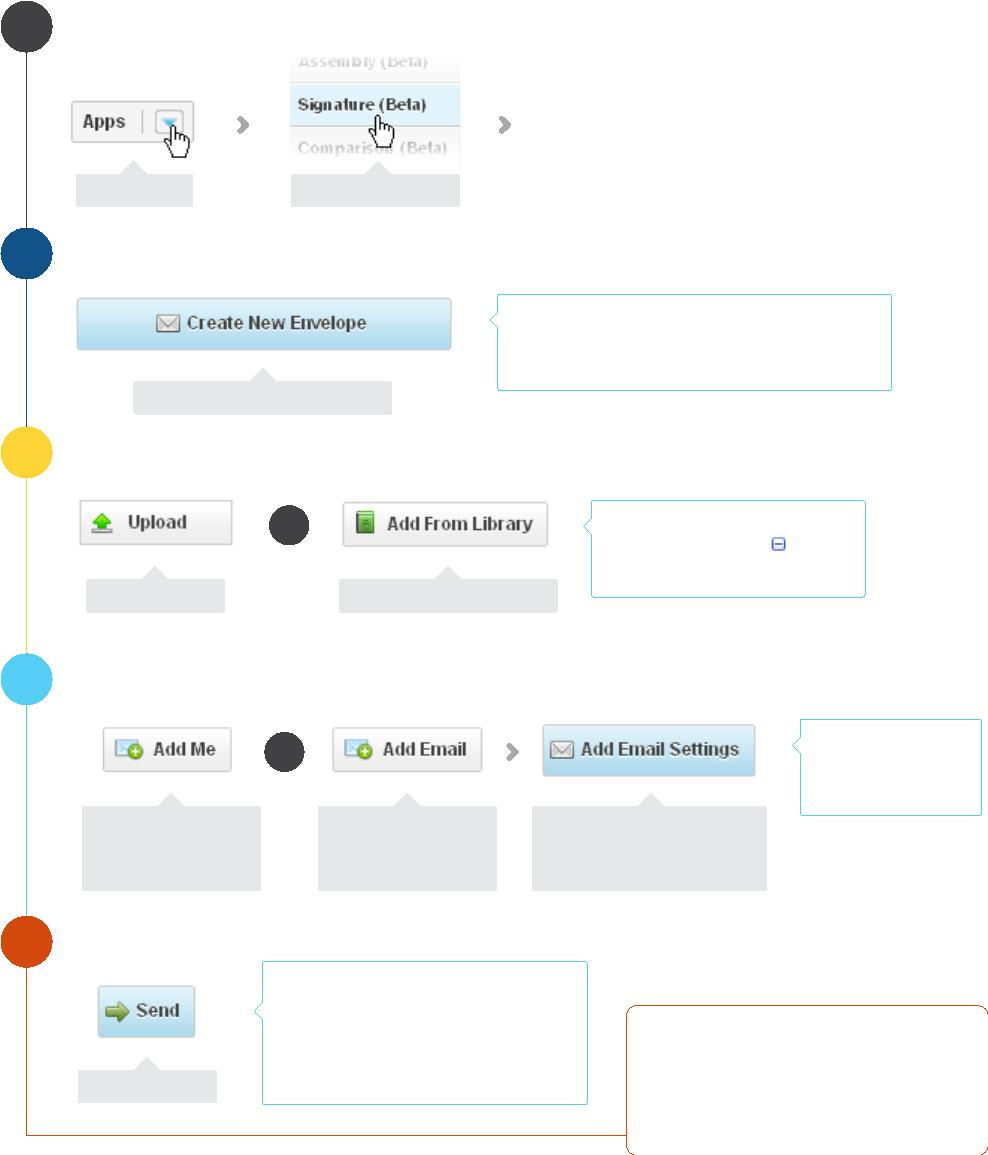 Assembly (Beta)
Apps
Signature (Beta)
Comparison (Beta)
Create New Envelope
Upload
Add From Library
Add Me
Add Email
Add Email Settings
Send